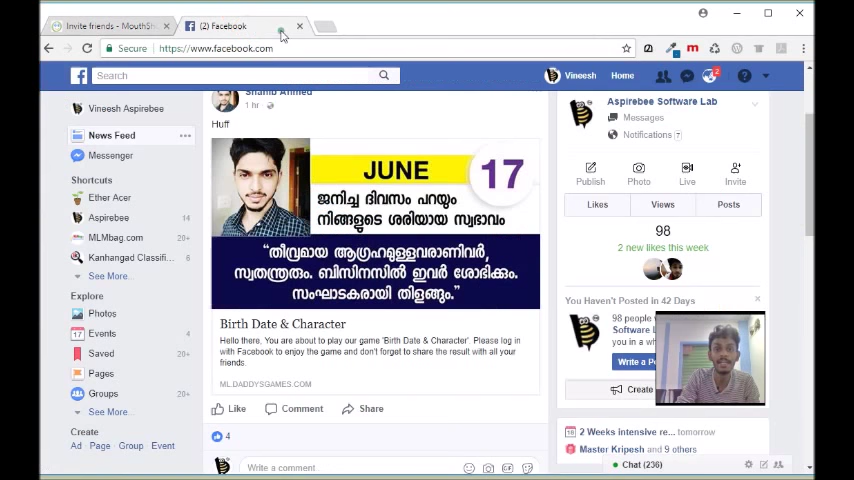 Invite friends - MouthSh
(2) Facebook
Secure | https://www.facebook.com
Search
Vineesh Home
2
Vineesh Aspirebee
News Feed
Messenger
Shortcuts
Ether Acer
Aspirebee 14
MLMbag.com 20+
Kanhangad Classifi... 6
See More...
Explore
Photos
Events 4
Saved 20+
Pages
Groups 20+
See More...
Create
Ad Page Group Event
Shanib Ahmed
1 hr
Huff
JUNE 17
ജനിച്ച ദിവസം പറയും
നിങ്ങളുടെ ശരിയായ സ്വഭാവം
“തീവ്രമായ ആഗ്രഹമുള്ളവരാണിവർ,
സ്വതന്ത്രതം. ബിസിനസിൽ ഇവർ ശോഭിക്കും.
സംഘാടകരായി തിളങ്ങും.”
Birth Date & Character
Hello there, You are about to play our game 'Birth Date & Character'. Please log in
with Facebook to enjoy the game and don't forget to share the result with all your
friends.
ML.DADDYSGAMES.COM
Like Comment Share
4
Write a comment...
Aspirebee Software Lab
Messages
Notifications 7
Publish Photo Live Invite
Likes Views Posts
98
2 new likes this week
You Haven't Posted in 42 Days
98 people
Software L
you in a wh
Write a Po
Create
2 Weeks intensive re... tomorrow
Master Kripesh and 9 others
Chat (236)